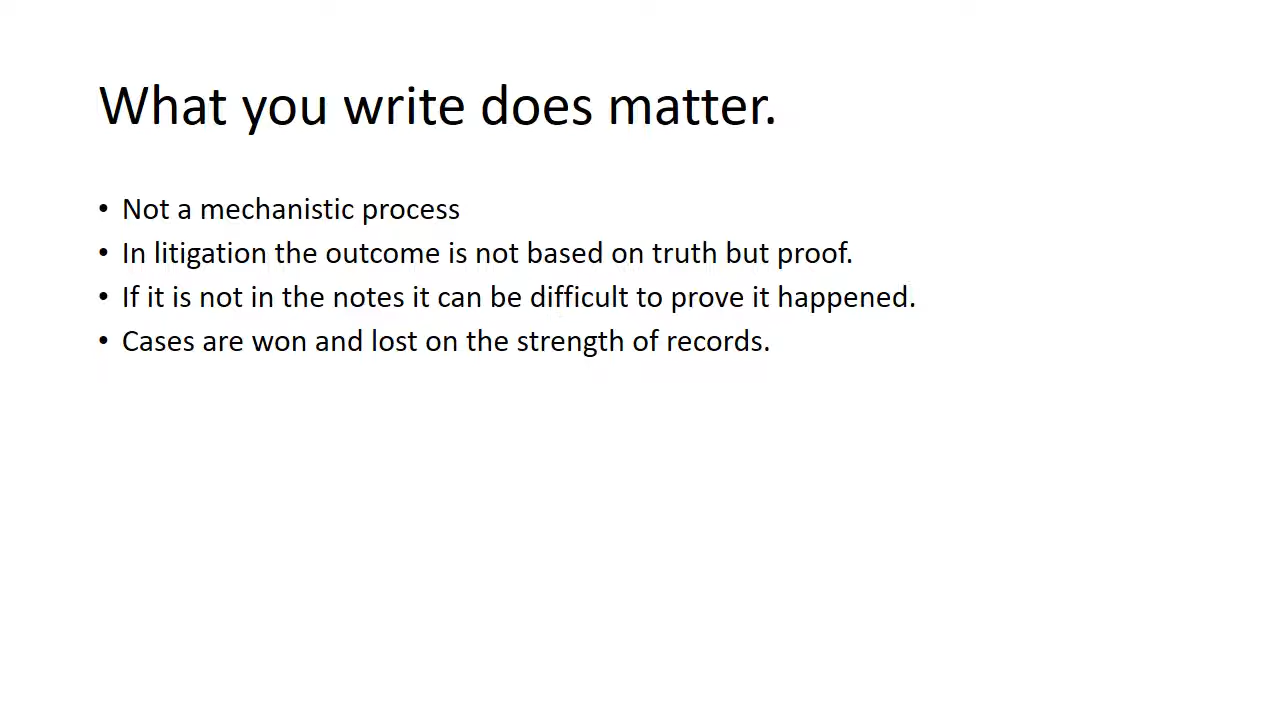 What you write does matter.
• Not a mechanistic process
• In litigation the outcome is not based on truth but proof.
• If it is not in the notes it can be difficult to prove it happened.
• Cases are won and lost on the strength of records.